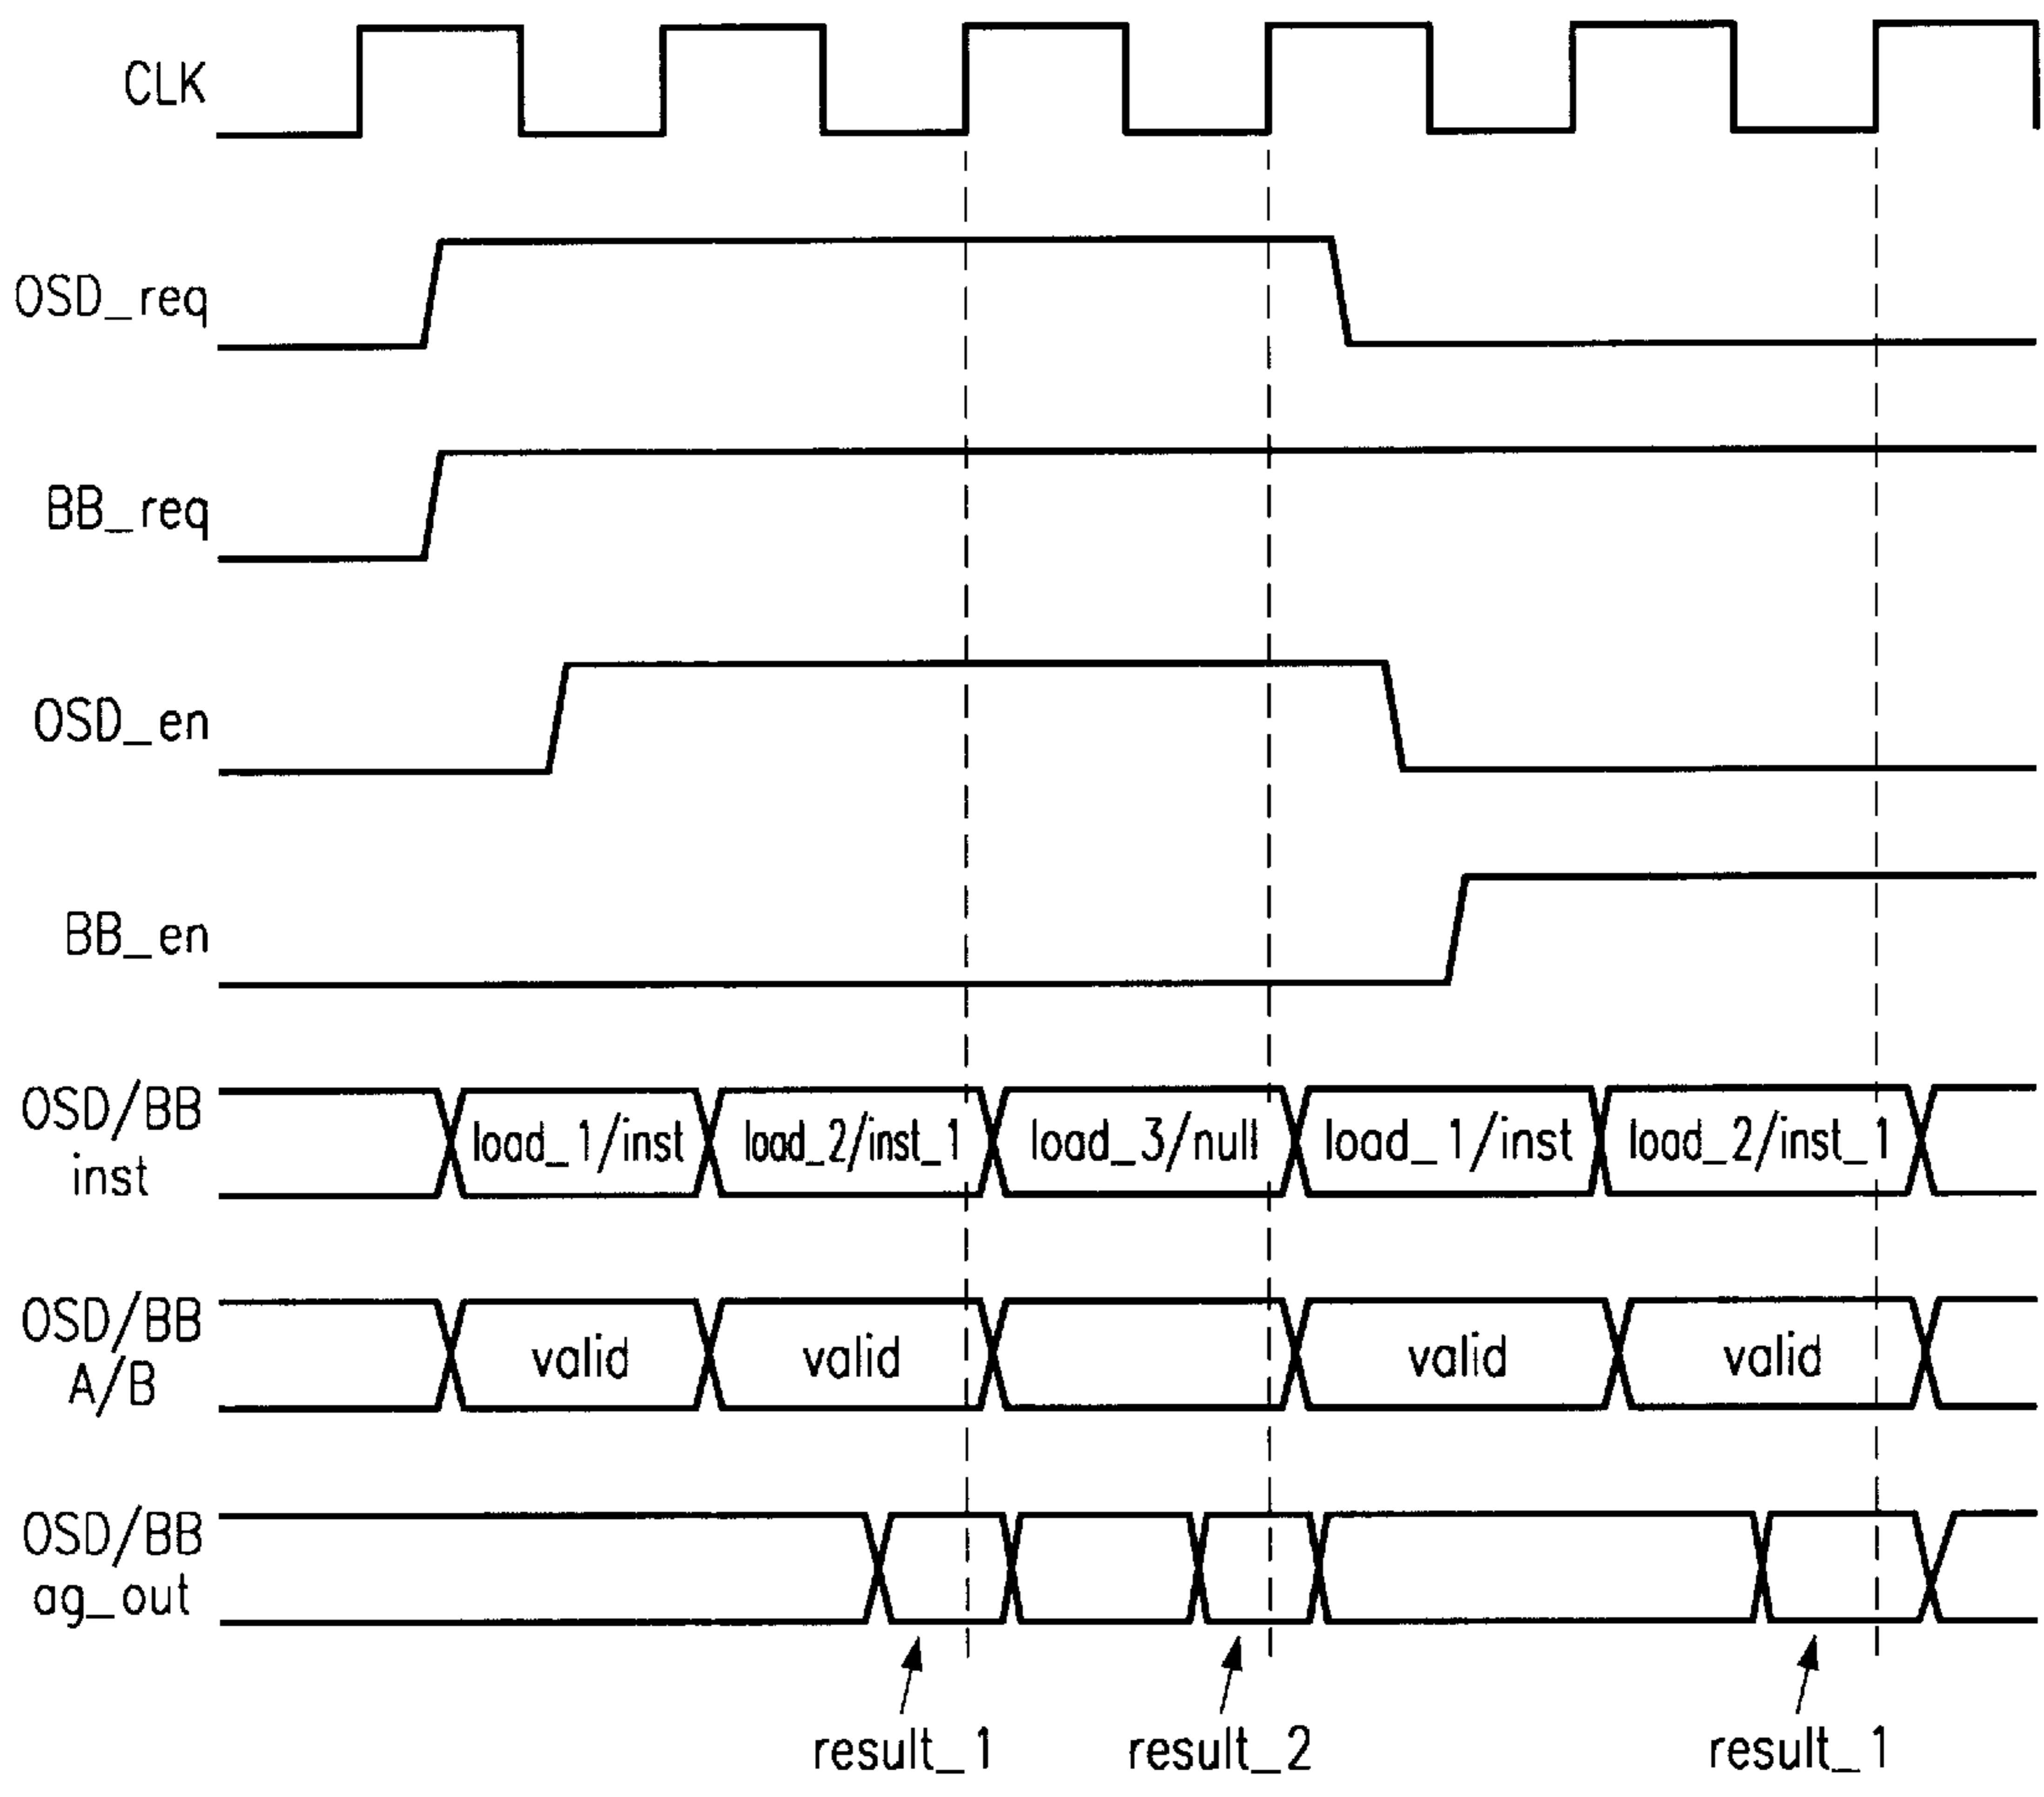 CLK
OSD_req
BB_req
OSD_en
BB_en
OSD/BB
inst
load_1/inst
load_2/inst_1
load_3/null
load_1/inst
load_2/inst_1
OSD/BB
A/B
valid
valid
valid
valid
OSD/BB
ag_out
result_1
result_2
result_1